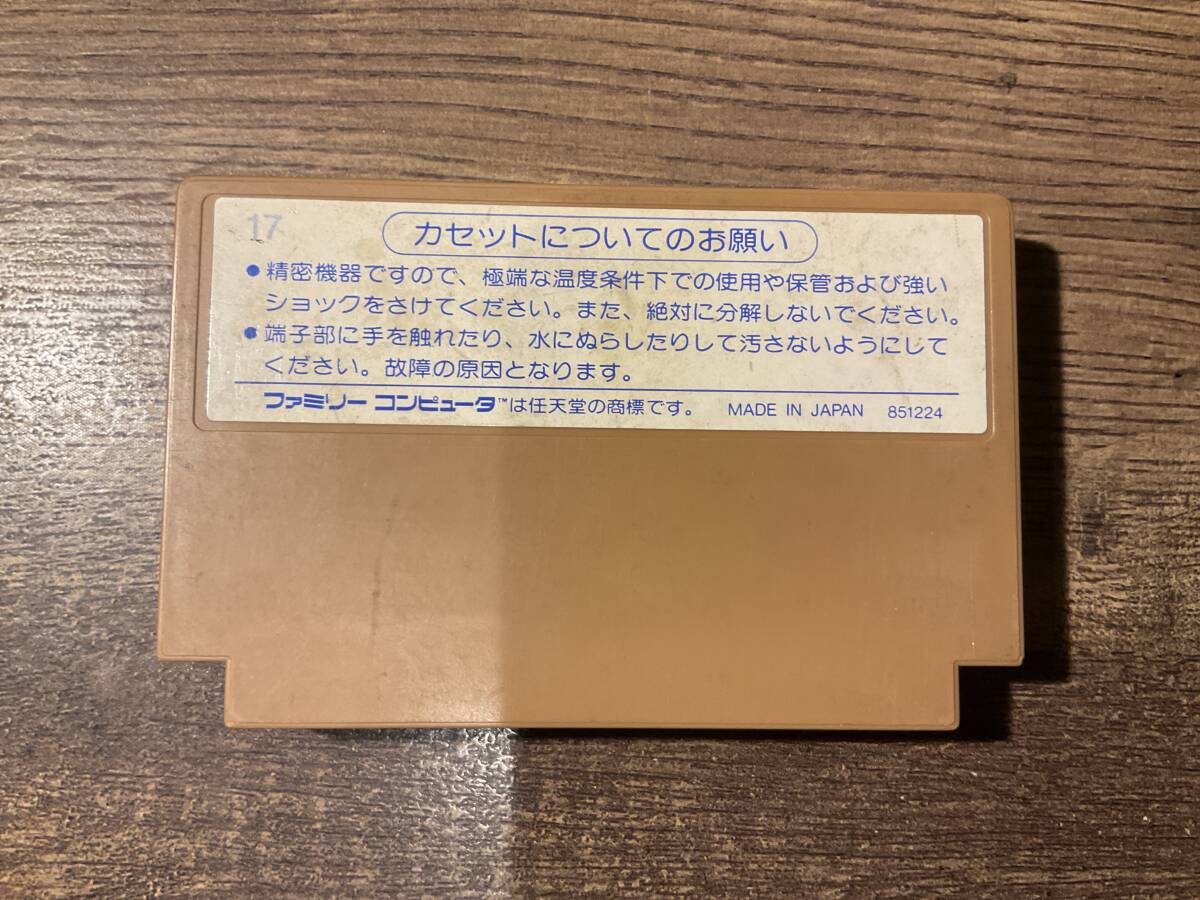 17
カセットについてのお願い
●精密機器ですので、極端な温度条件下での使用や保管および強い
ショックをさけてください。また、絶対に分解しないでください。
●端子部に手を触れたり、水にぬらしたりして汚さないようにして
ください。故障の原因となります。
ファミリー コンピュータ™は任天堂の商標です。 MADE IN JAPAN 851224